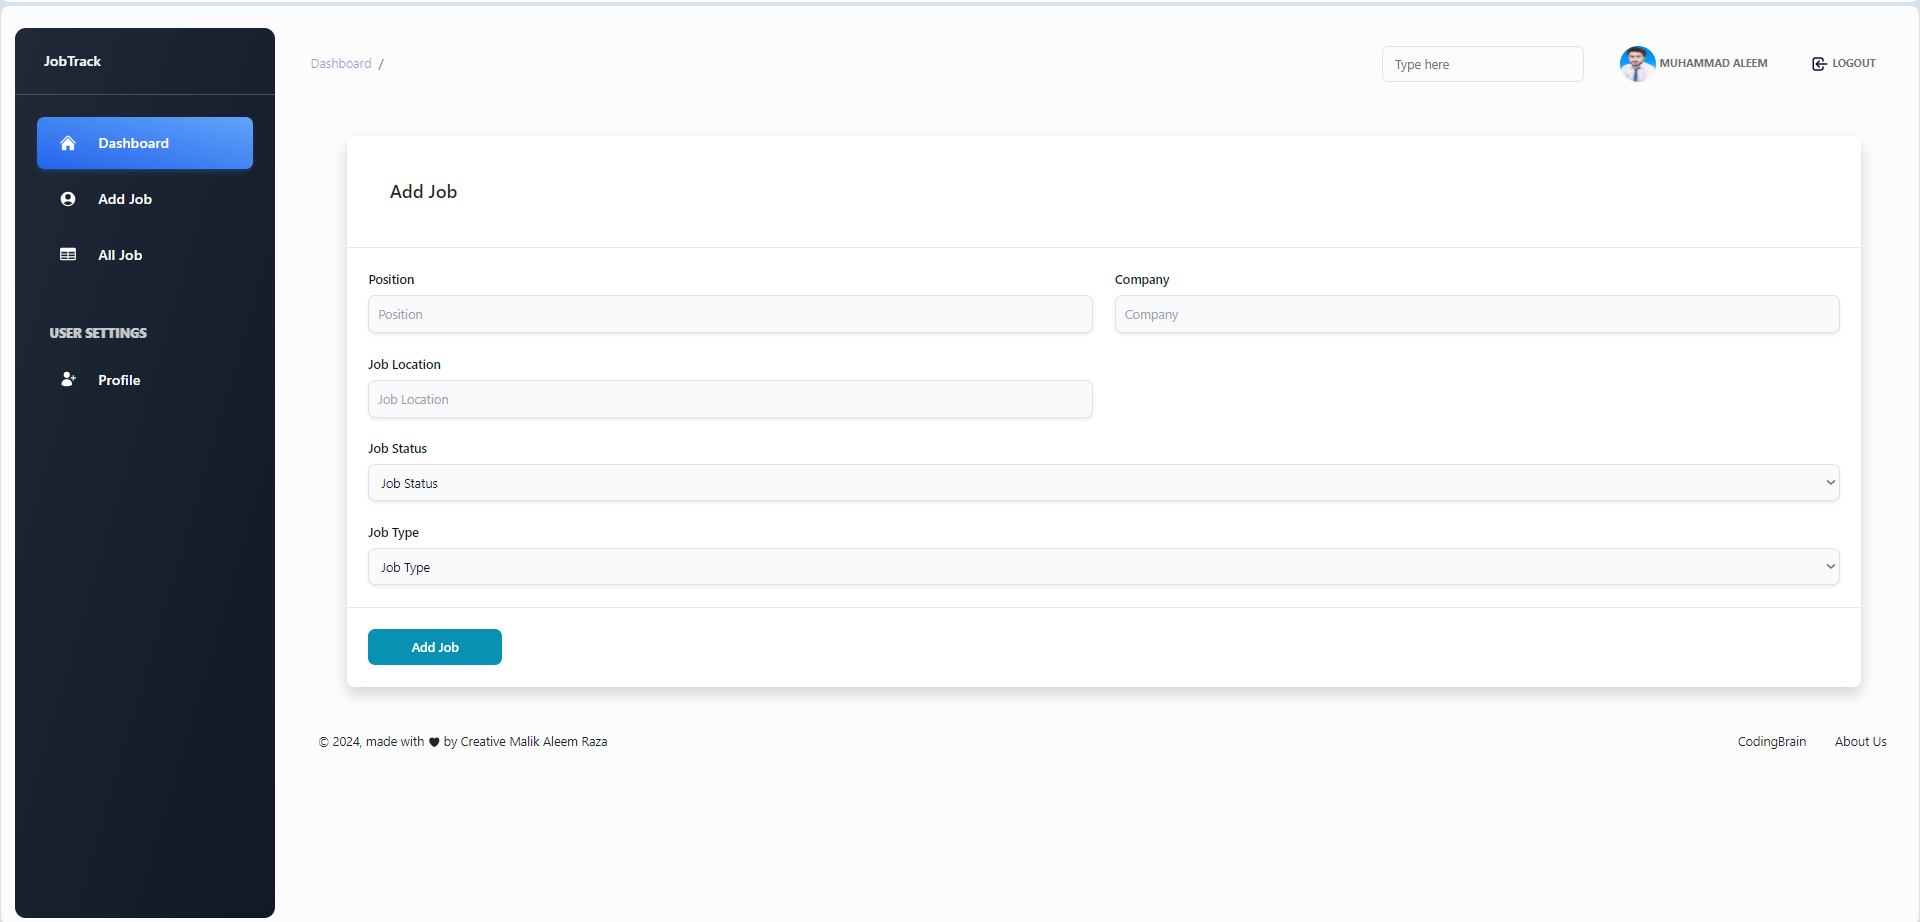 JobTrack
Dashboard
Add Job
All Job
USER SETTINGS
Profile
Dashboard /
Type here
MUHAMMAD ALEEM
LOGOUT
Add Job
Position
Company
Position
Company
Job Location
Job Location
Job Status
Job Status
Job Type
Job Type
Add Job
© 2024, made with ♥ by Creative Malik Aleem Raza
CodingBrain
About Us